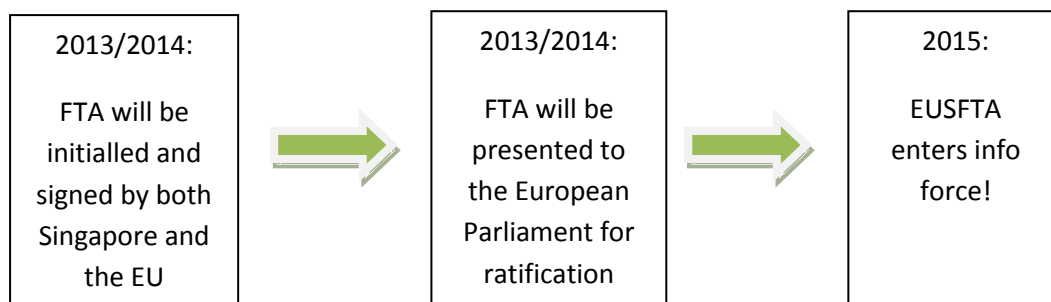 2013/2014:
FTA will be
initialled and
signed by both
Singapore and
the EU
2013/2014:
FTA will be
presented to
the European
Parliament for
ratification
2015:
EUSFTA
enters info
force!